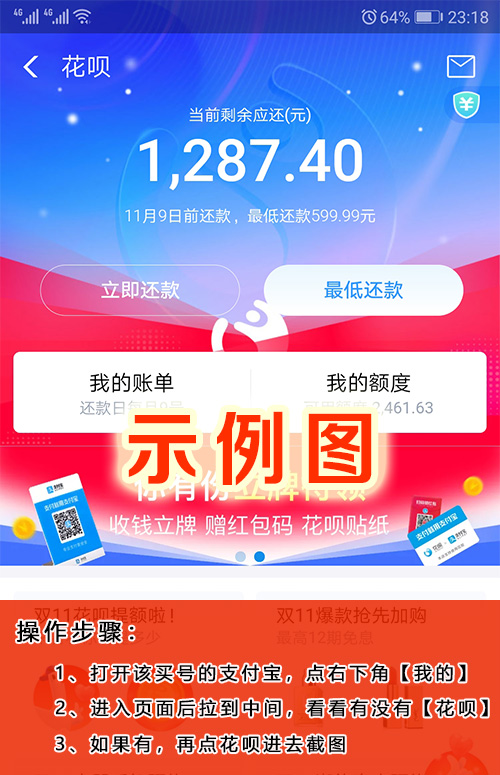 4G 4G 64% 23:18
花呗
当前剩余应还(元)
1,287.40
11月9日前还款，最低还款599.99元
立即还款 最低还款
我的账单 我的额度
还款日每月9号 可用额度 2,461.63
示例图
你有份立牌待领
收钱立牌 赠红包码 花呗贴纸
双11花呗提额啦！ 双11爆款抢先加购
最高12期免息
操作步骤：
1、打开该买号的支付宝，点右下角【我的】
2、进入页面后拉到中间，看看有没有【花呗】
3、如果有，再点花呗进去截图